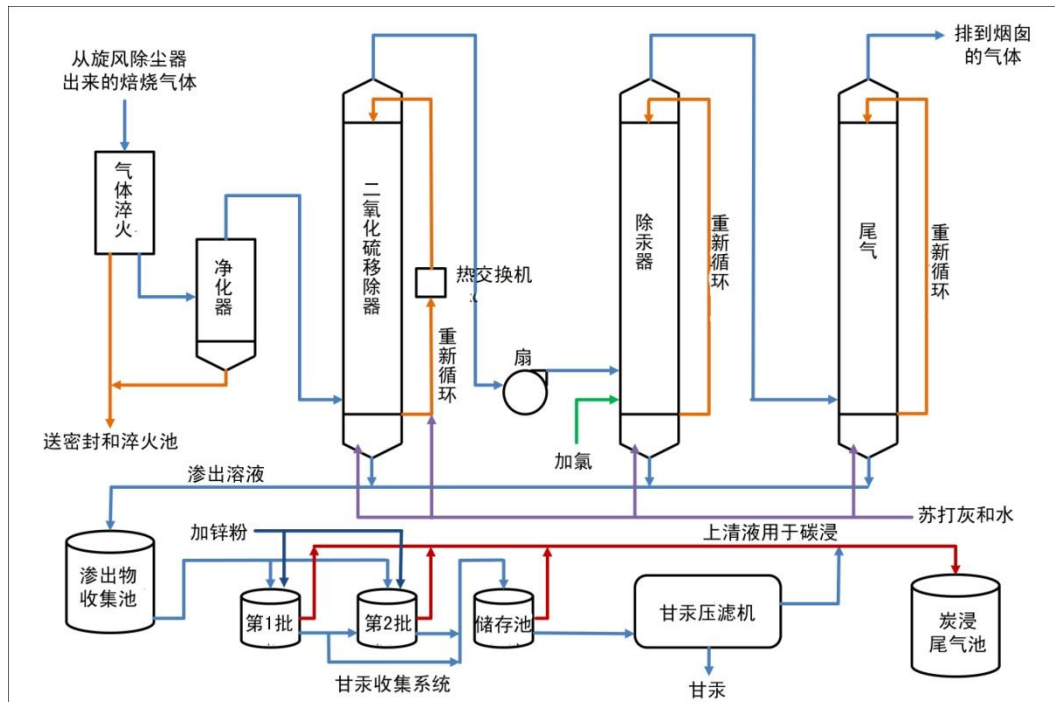 从旋风除尘器
出来的焙烧气体
排到烟囱
的气体
气体淬火
净化器
二氧化硫移除器
热交换机
重新循环
扇
除汞器
重新循环
尾气
重新循环
加氯
送密封和淬火池
渗出溶液
苏打灰和水
加锌粉
上清液用于碳浸
渗出物
收集池
第1批
第2批
储存池
甘汞压滤机
炭浸
尾气池
甘汞收集系统
甘汞